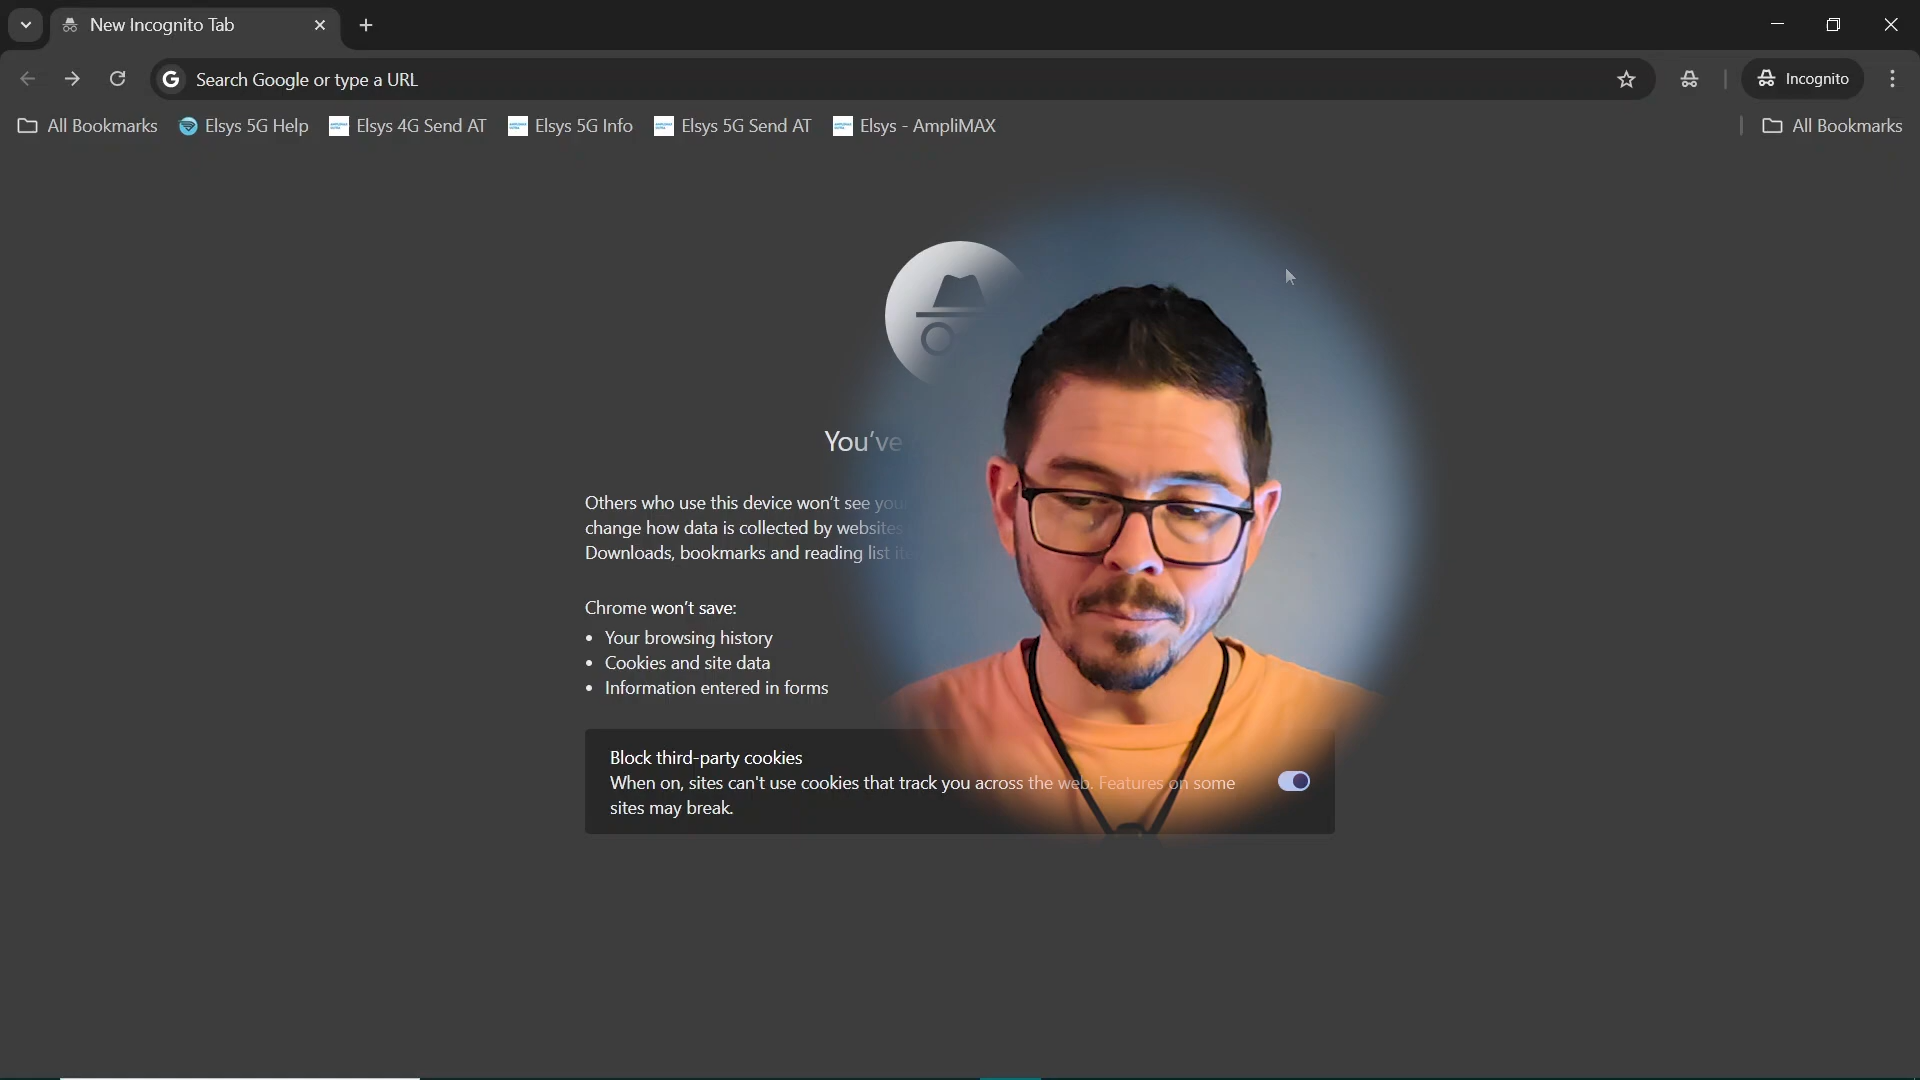 New Incognito Tab
Search Google or type a URL
Incognito
All Bookmarks
Elsys 5G Help
Elsys 4G Send AT
Elsys 5G Info
Elsys 5G Send AT
Elsys - AmpliMAX
All Bookmarks
You've
Others who use this device won't see your
change how data is collected by websites
Downloads, bookmarks and reading list
Chrome won't save:
• Your browsing history
• Cookies and site data
• Information entered in forms
Block third-party cookies
When on, sites can't use cookies that track you across the web. Features on some
sites may break.